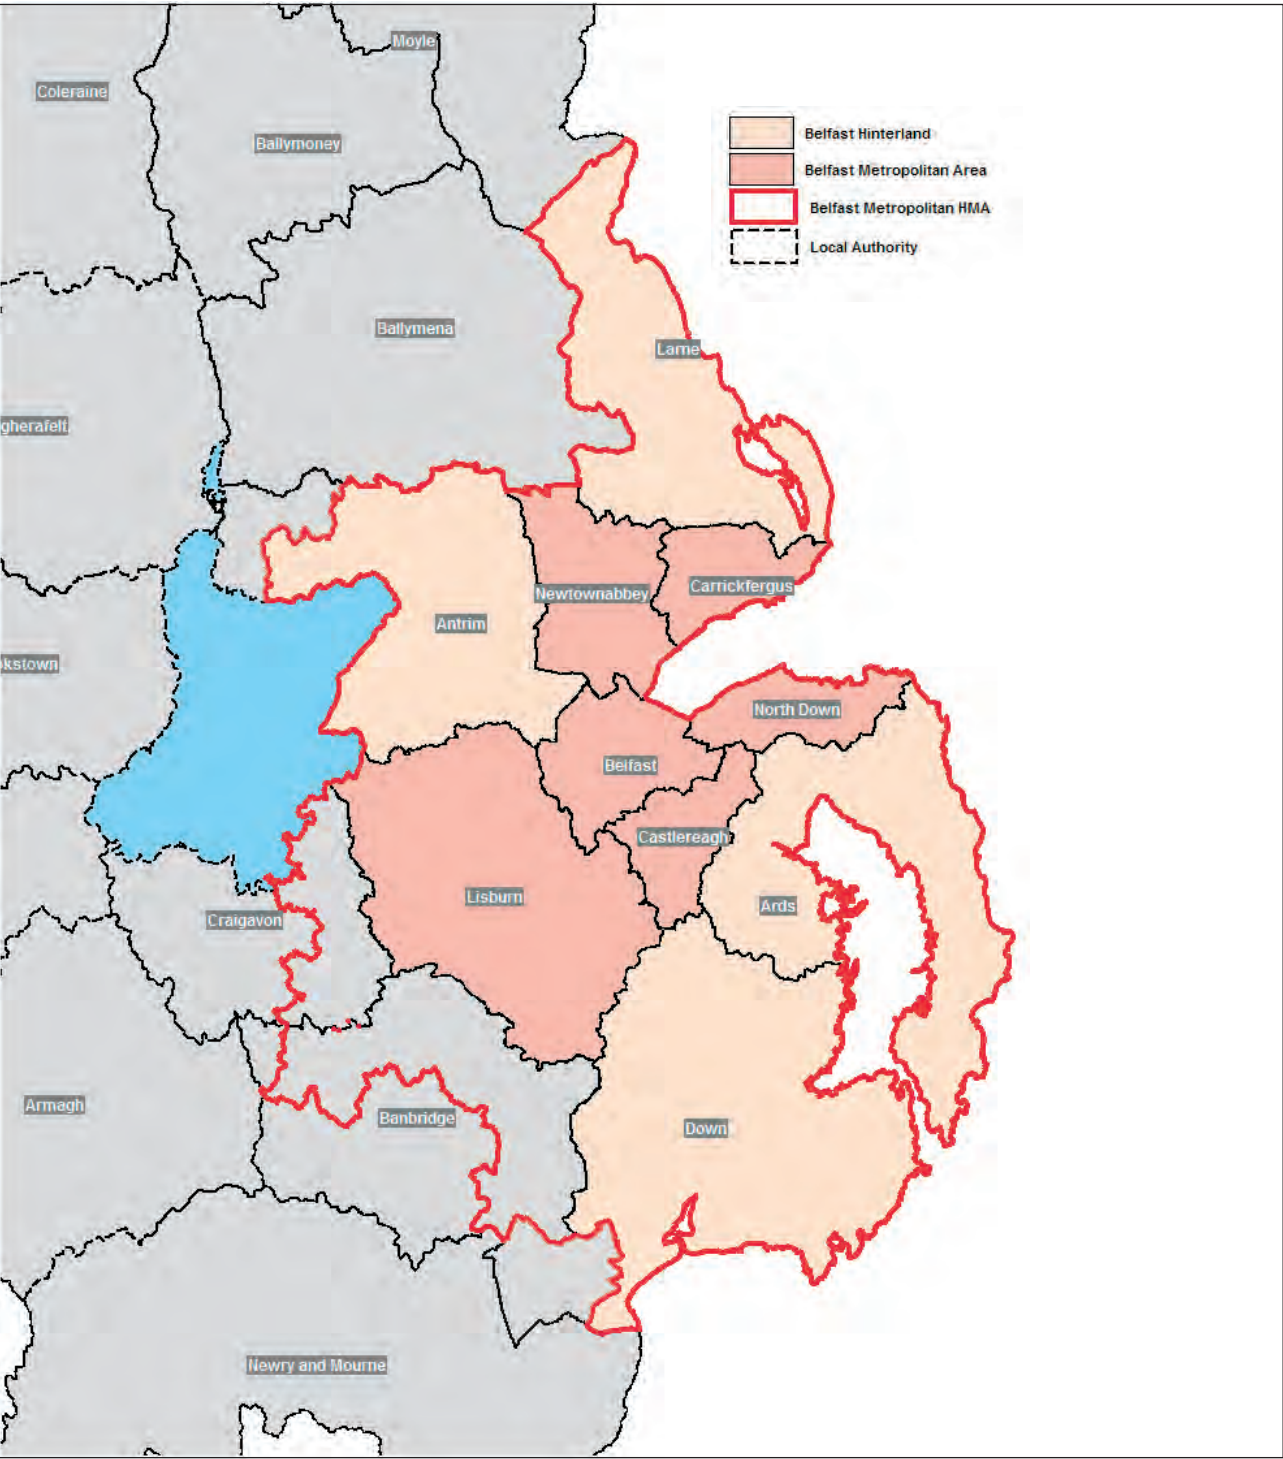 Moyle
Coleraine
Ballymoney
Belfast Hinterland
Belfast Metropolitan Area
Belfast Metropolitan HMA
Local Authority
Ballymena
Larne
gherafelt
Newtownabbey
Carrickfergus
Antrim
kstown
North Down
Belfast
Castlereagh
Lisburn
Ards
Craigavon
Armagh
Banbridge
Down
Newry and Mourne